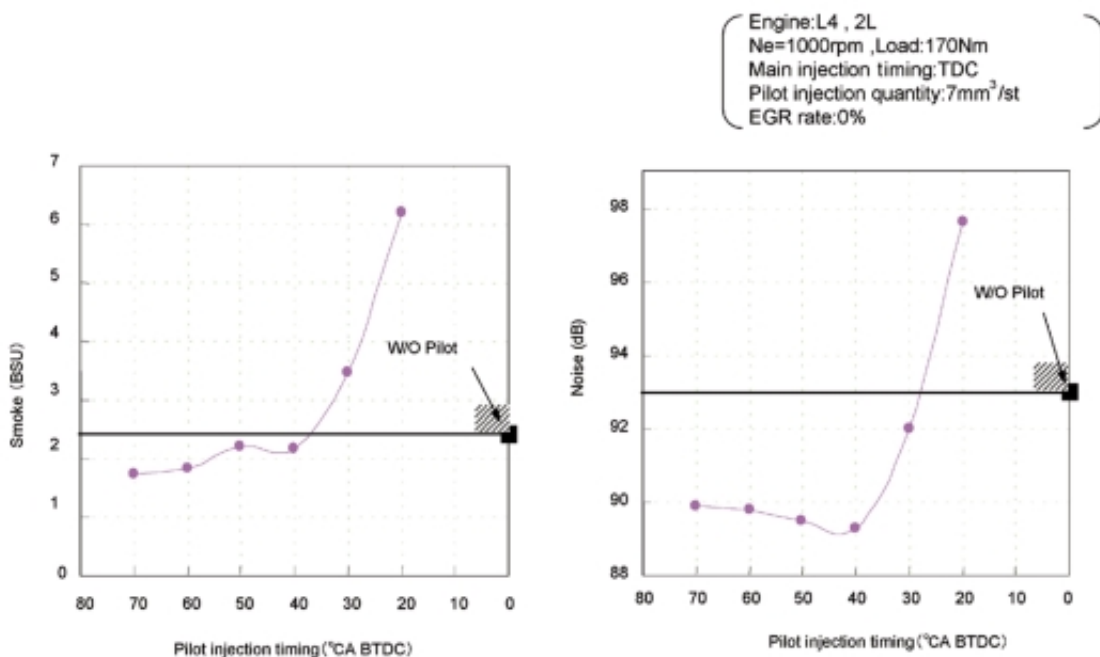 Engine:L4 , 2L
Ne=1000rpm ,Load:170Nm
Main injection timing:TDC
Pilot injection quantity:7mm³/st
EGR rate:0%
7
6
5
4
3
2
1
0
Smoke (BSU)
W/O Pilot
80 70 60 50 40 30 20 10 0
Pilot injection timing(°CA BTDC)
98
96
94
92
90
88
Noise (dB)
W/O Pilot
80 70 60 50 40 30 20 10 0
Pilot injection timing(°CA BTDC)